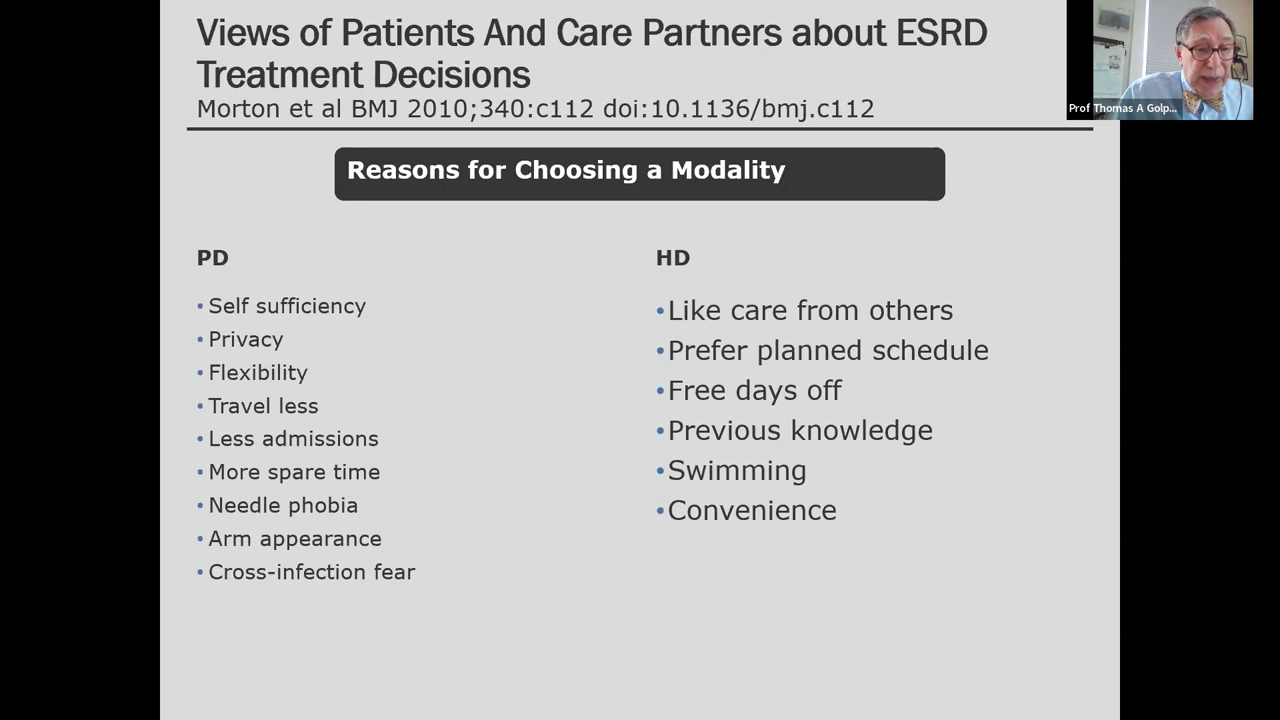 Views of Patients And Care Partners about ESRD
Treatment Decisions
Morton et al BMJ 2010;340:c112 doi:10.1136/bmj.c112
Reasons for Choosing a Modality
PD
• Self sufficiency
• Privacy
• Flexibility
• Travel less
• Less admissions
• More spare time
• Needle phobia
• Arm appearance
• Cross-infection fear
HD
•Like care from others
•Prefer planned schedule
•Free days off
•Previous knowledge
•Swimming
•Convenience
Prof Thomas A Golp...